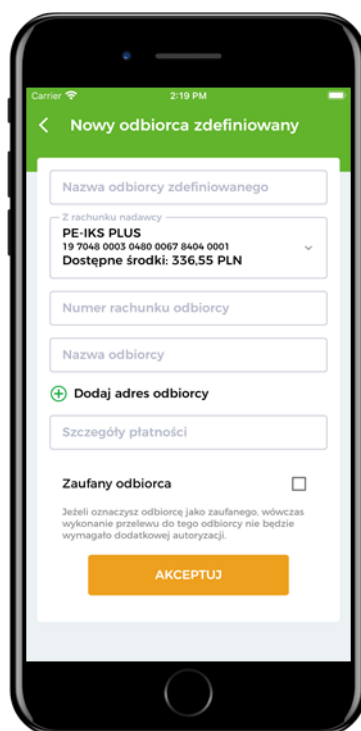 Carrier 2:19 PM
Nowy odbiorca zdefiniowany
Nazwa odbiorcy zdefiniowanego
Z rachunku nadawcy
PE-IKS PLUS
19 7048 0003 0480 0067 8404 0001
Dostępne środki: 336,55 PLN
Numer rachunku odbiorcy
Nazwa odbiorcy
Dodaj adres odbiorcy
Szczegóły płatności
Zaufany odbiorca
Jeżeli oznaczysz odbiorcę jako zaufanego, wówczas
wykonanie przelewu do tego odbiorcy nie będzie
wymagało dodatkowej autoryzacji.
AKCEPTUJ